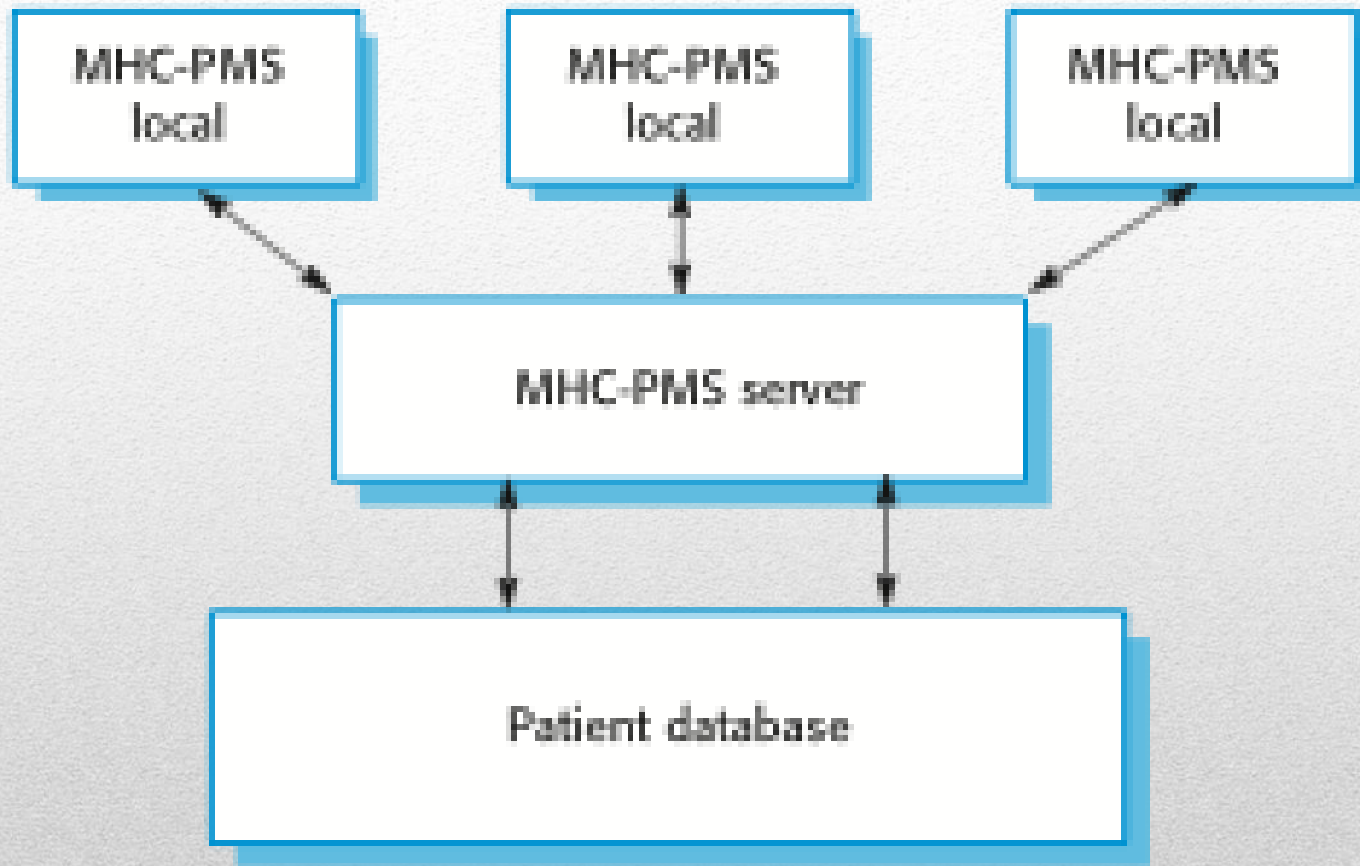 MHC-PMS
local
MHC-PMS
local
MHC-PMS
local
MHC-PMS server
Patient database